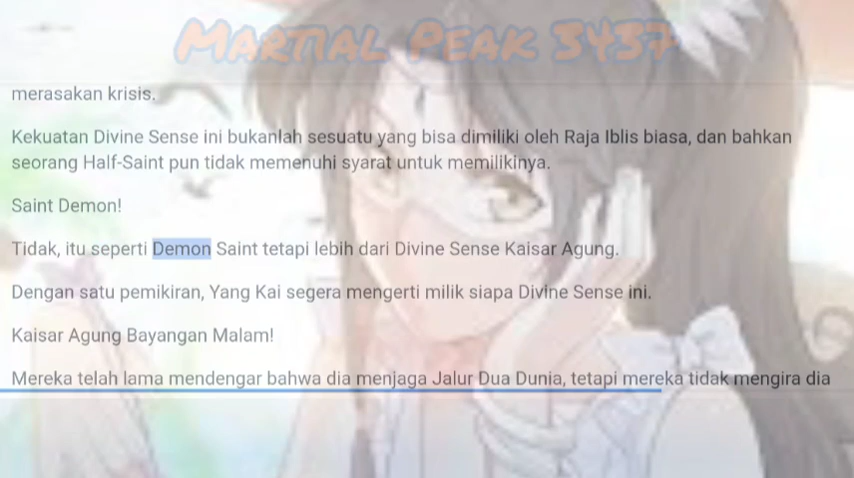 Martial Peak 3437
merasakan krisis.
Kekuatan Divine Sense ini bukanlah sesuatu yang bisa dimiliki oleh Raja Iblis biasa, dan bahkan
seorang Half-Saint pun tidak memenuhi syarat untuk memilikinya.
Saint Demon!
Tidak, itu seperti Demon Saint tetapi lebih dari Divine Sense Kaisar Agung.
Dengan satu pemikiran, Yang Kai segera mengerti milik siapa Divine Sense ini.
Kaisar Agung Bayangan Malam!
Mereka telah lama mendengar bahwa dia menjaga Jalur Dua Dunia, tetapi mereka tidak mengira dia